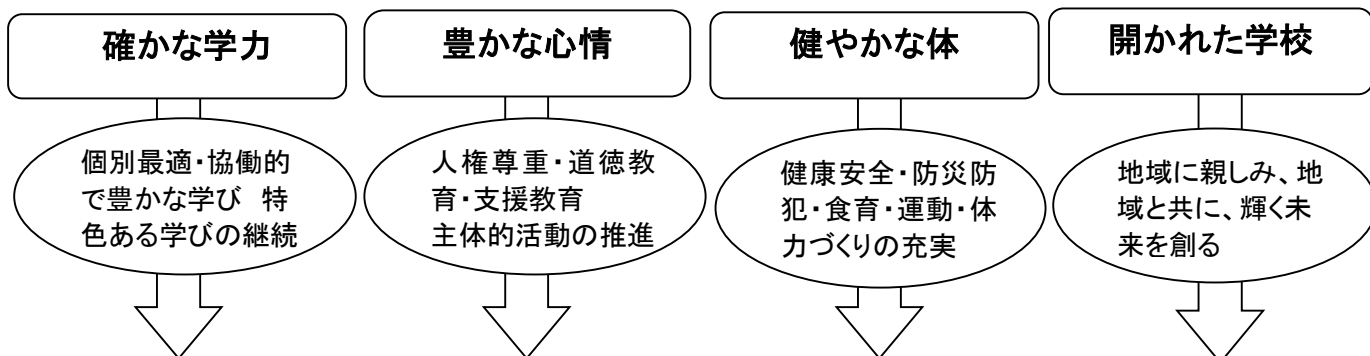 確かな学力
個別最適・協働的
で豊かな学び　特
色ある学びの継続
豊かな心情
人権尊重・道徳教
育・支援教育
主体的活動の推進
健やかな体
健康安全・防災防
犯・食育・運動・体
力づくりの充実
開かれた学校
地域に親しみ、地
域と共に、輝く未
来を創る